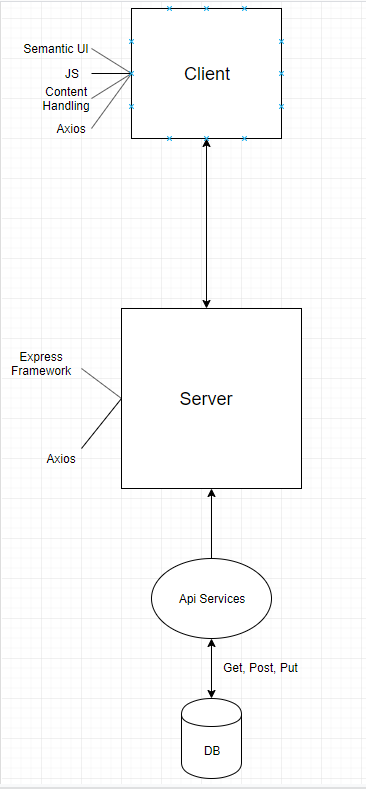 Semantic UI
Client
JS
Content
Handling
Axios
Express
Framework
Server
Axios
Api Services
Get, Post, Put
DB